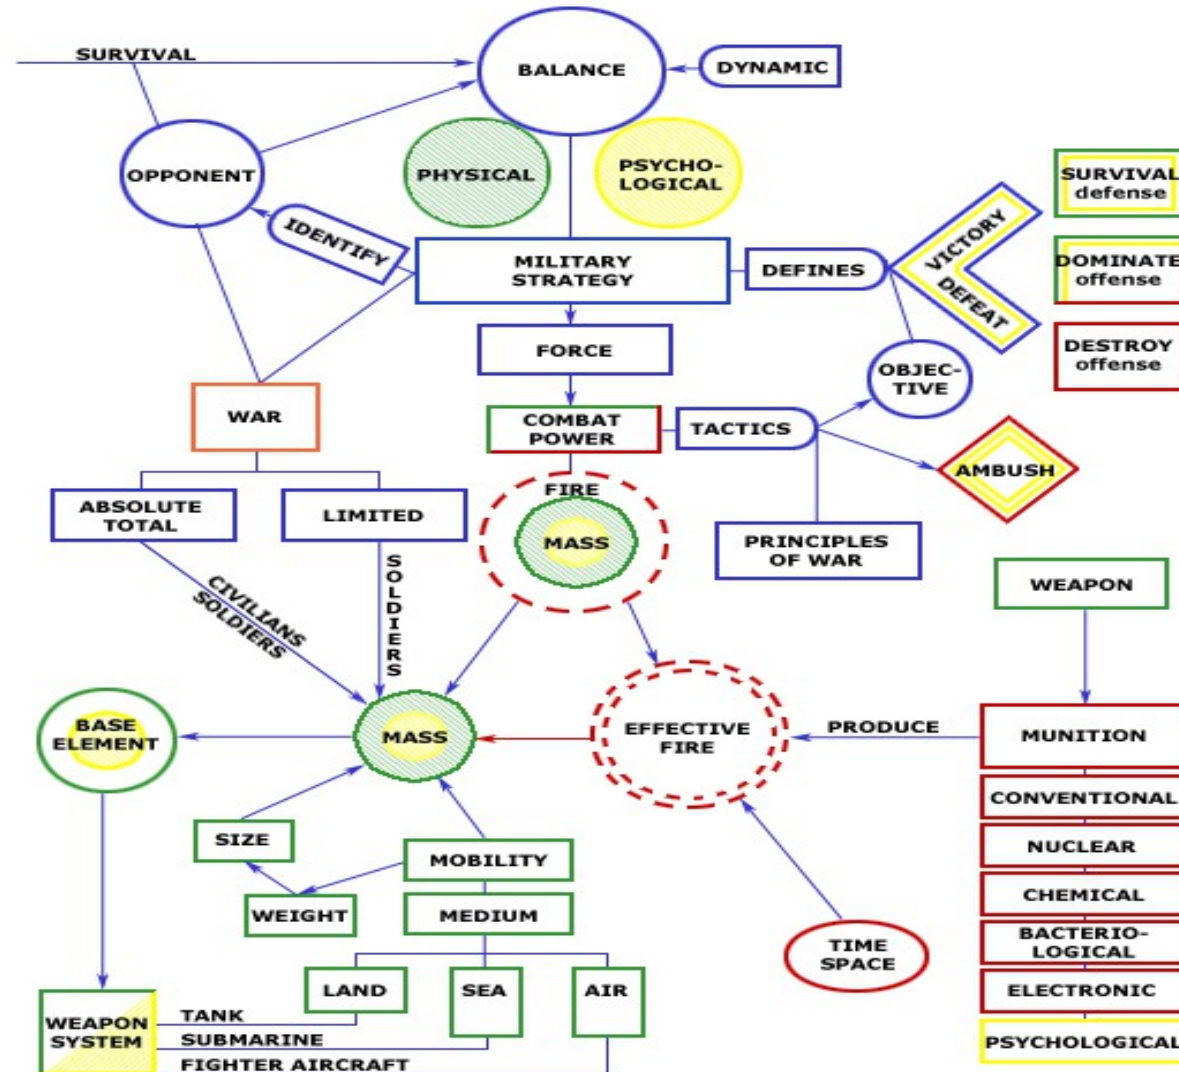 SURVIVAL
BALANCE
DYNAMIC
OPPONENT
PHYSICAL
PSYCHO-
LOGICAL
SURVIVAL
defense
IDENTIFY
MILITARY
STRATEGY
DEFINES
VICTORY
DEFEAT
DOMINATE
offense
FORCE
DESTROY
offense
OBJEC-
TIVE
WAR
COMBAT
POWER
TACTICS
AMBUSH
ABSOLUTE
TOTAL
LIMITED
FIRE
MASS
PRINCIPLES
OF WAR
CIVILIANS
SOLDIERS
SOLDIERS
WEAPON
BASE
ELEMENT
MASS
EFFECTIVE
FIRE
PRODUCE
MUNITION
CONVENTIONAL
SIZE
MOBILITY
NUCLEAR
WEIGHT
MEDIUM
CHEMICAL
TIME
SPACE
BACTERIO-
LOGICAL
LAND
SEA
AIR
ELECTRONIC
WEAPON
SYSTEM
TANK
SUBMARINE
FIGHTER AIRCRAFT
PSYCHOLOGICAL